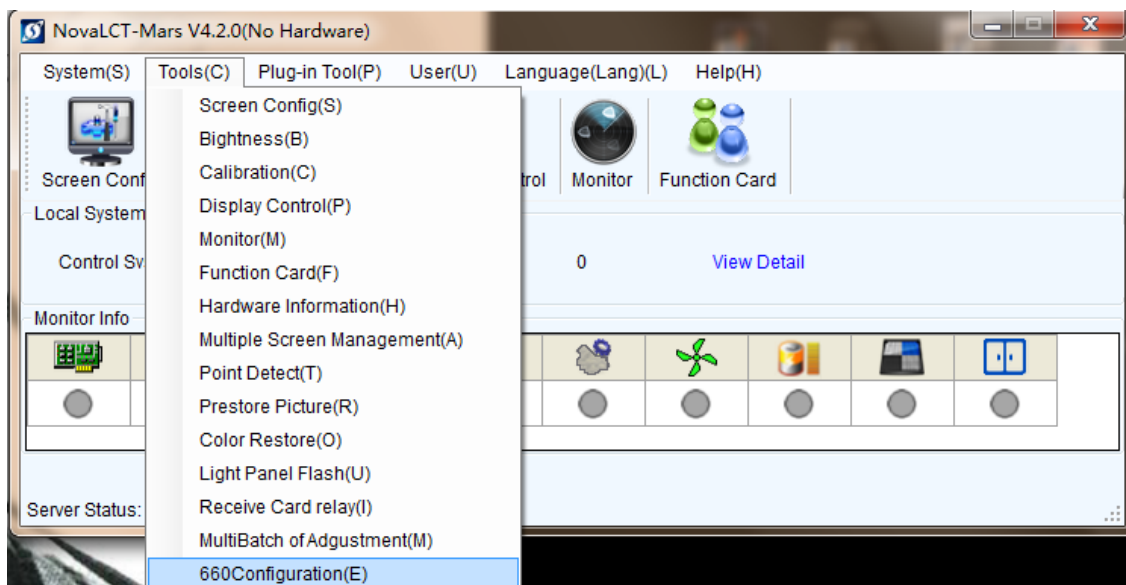 NovaLCT-Mars V4.2.0(No Hardware)
System(S) Tools(C) Plug-in Tool(P) User(U) Language(Lang)(L) Help(H)
Screen Config(S)
Bightness(B)
Calibration(C)
Display Control(P)
Monitor(M)
Function Card(F)
Hardware Information(H)
Multiple Screen Management(A)
Point Detect(T)
Prestore Picture(R)
Color Restore(O)
Light Panel Flash(U)
Receive Card relay(I)
MultiBatch of Adgustment(M)
660Configuration(E)
Screen Conf trol Monitor Function Card
Local System
Control Sy 0 View Detail
Monitor Info
Server Status: